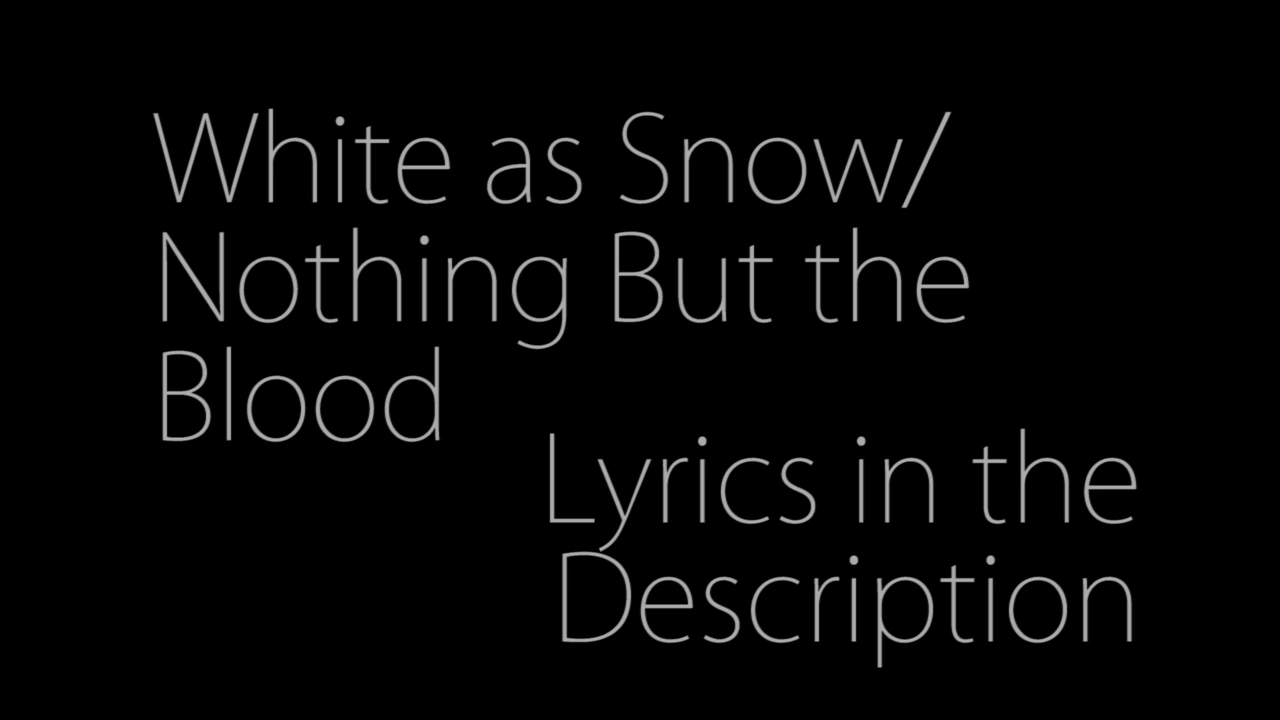 White as Snow/
Nothing But the
Blood
Lyrics in the
Description